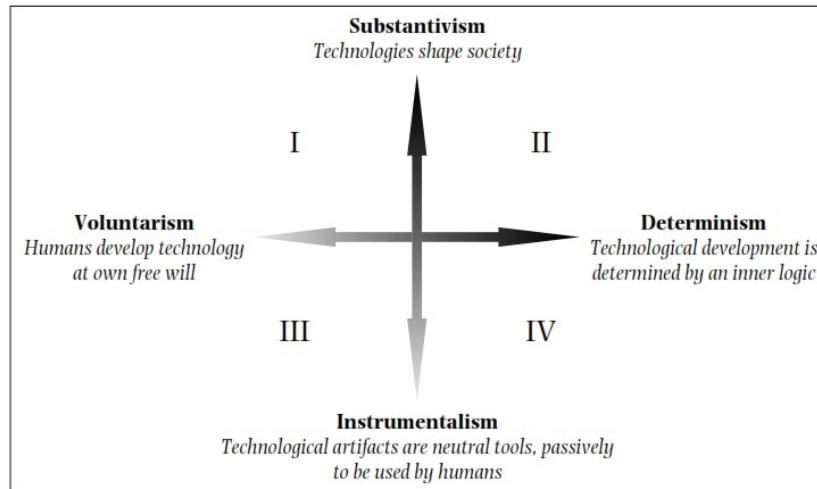 Substantivism
Technologies shape society
I
II
Voluntarism
Humans develop technology
at own free will
Determinism
Technological development is
determined by an inner logic
III
IV
Instrumentalism
Technological artifacts are neutral tools, passively
to be used by humans